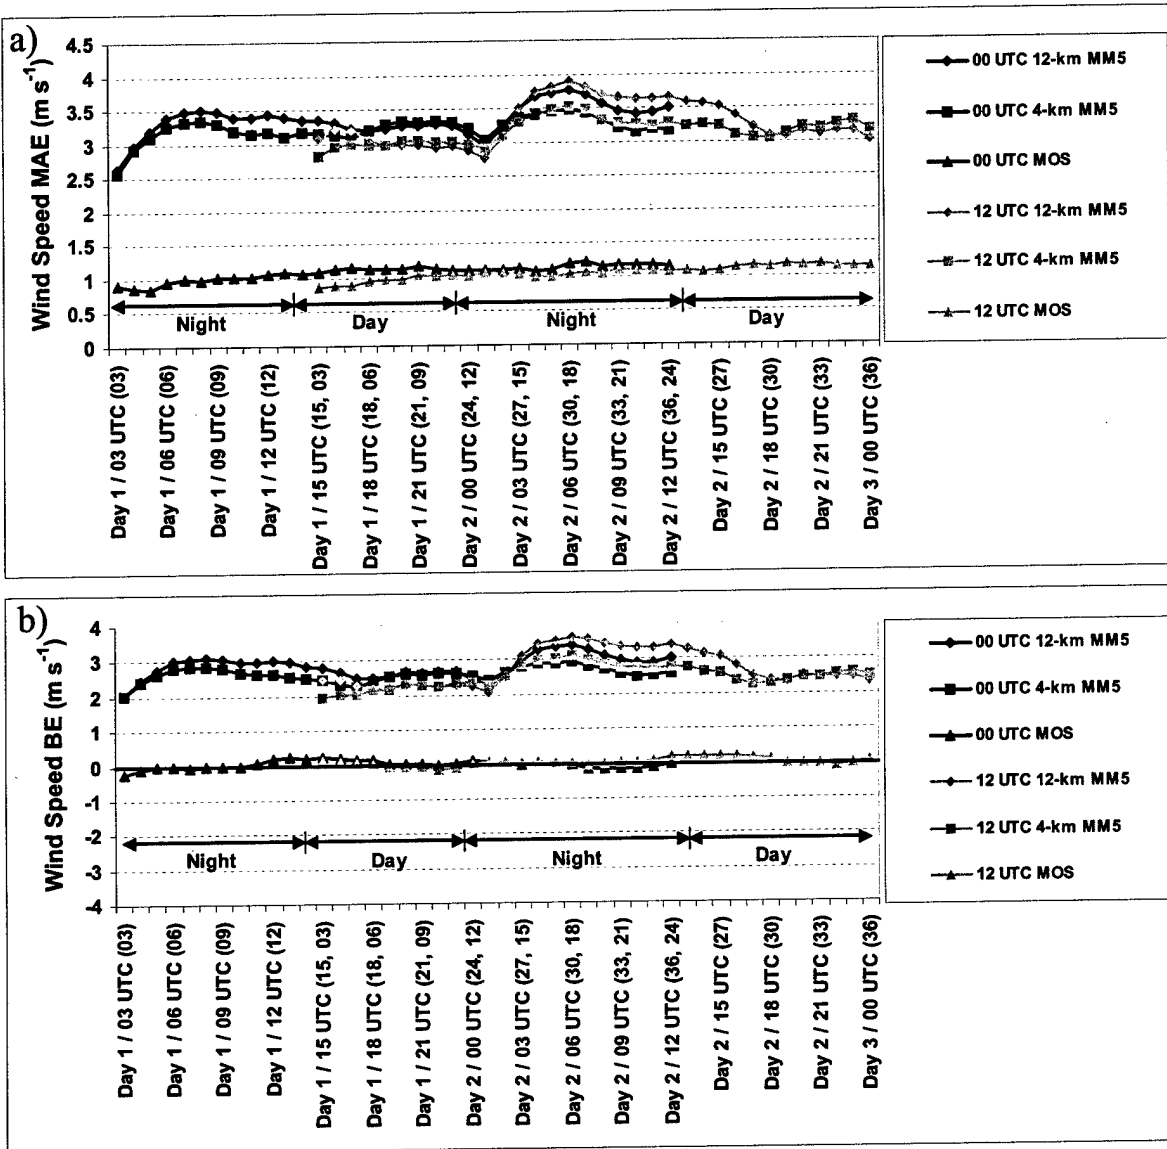 a)
Wind Speed MAE (m s-1)
4.5
4
3.5
3
2.5
2
1.5
1
0.5
0
Night
Day
Night
Day
Day 1 / 03 UTC (03)
Day 1 / 06 UTC (06)
Day 1 / 09 UTC (09)
Day 1 / 12 UTC (12)
Day 1 / 15 UTC (15, 03)
Day 1 / 18 UTC (18, 06)
Day 1 / 21 UTC (21, 09)
Day 2 / 00 UTC (24, 12)
Day 2 / 03 UTC (27, 15)
Day 2 / 06 UTC (30, 18)
Day 2 / 09 UTC (33, 21)
Day 2 / 12 UTC (36, 24)
Day 2 / 15 UTC (27)
Day 2 / 18 UTC (30)
Day 2 / 21 UTC (33)
Day 3 / 00 UTC (36)
00 UTC 12-km MM5
00 UTC 4-km MM5
00 UTC MOS
12 UTC 12-km MM5
12 UTC 4-km MM5
12 UTC MOS
b)
Wind Speed BE (m s-1)
4
3
2
1
0
-1
-2
-3
-4
Night
Day
Night
Day
Day 1 / 03 UTC (03)
Day 1 / 06 UTC (06)
Day 1 / 09 UTC (09)
Day 1 / 12 UTC (12)
Day 1 / 15 UTC (15, 03)
Day 1 / 18 UTC (18, 06)
Day 1 / 21 UTC (21, 09)
Day 2 / 00 UTC (24, 12)
Day 2 / 03 UTC (27, 15)
Day 2 / 06 UTC (30, 18)
Day 2 / 09 UTC (33, 21)
Day 2 / 12 UTC (36, 24)
Day 2 / 15 UTC (27)
Day 2 / 18 UTC (30)
Day 2 / 21 UTC (33)
Day 3 / 00 UTC (36)
00 UTC 12-km MM5
00 UTC 4-km MM5
00 UTC MOS
12 UTC 12-km MM5
12 UTC 4-km MM5
12 UTC MOS